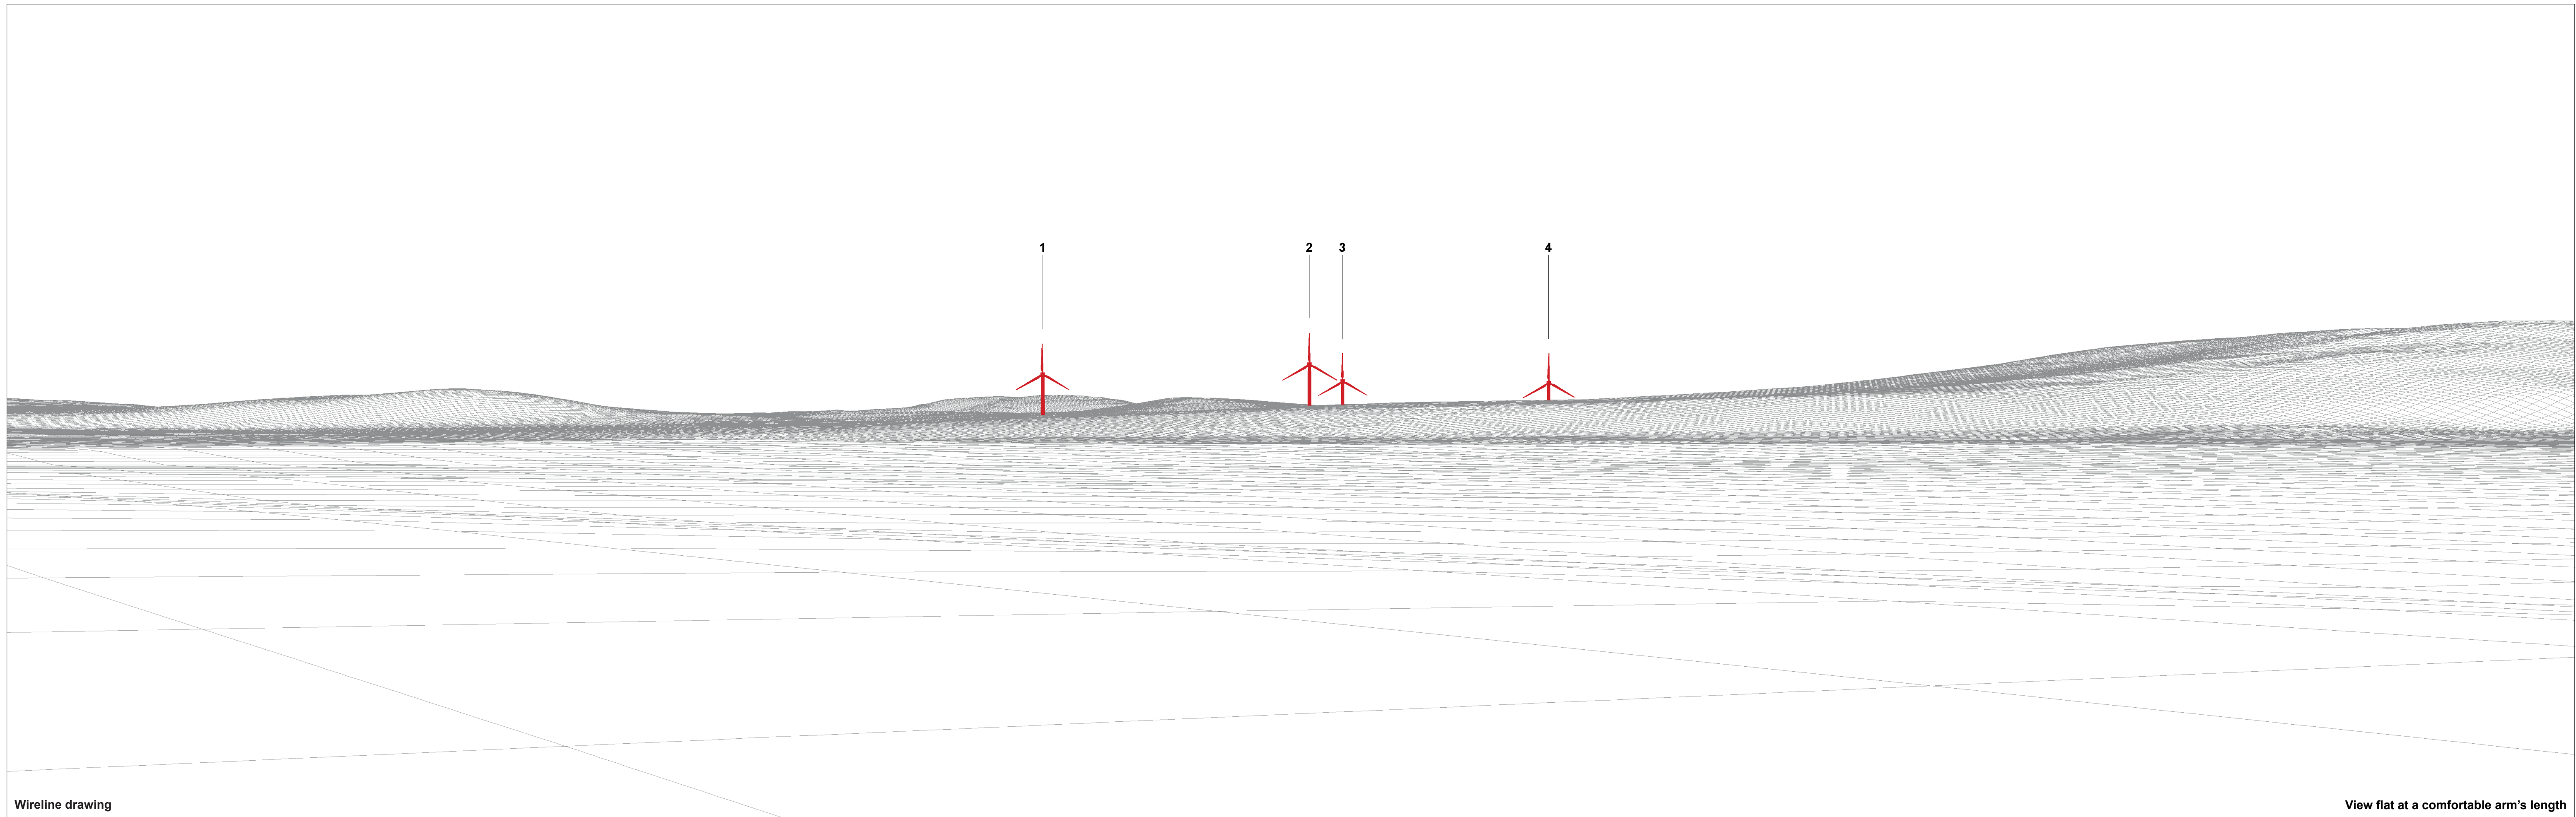 1 2 3 4
Wireline drawing
View flat at a comfortable arm's length